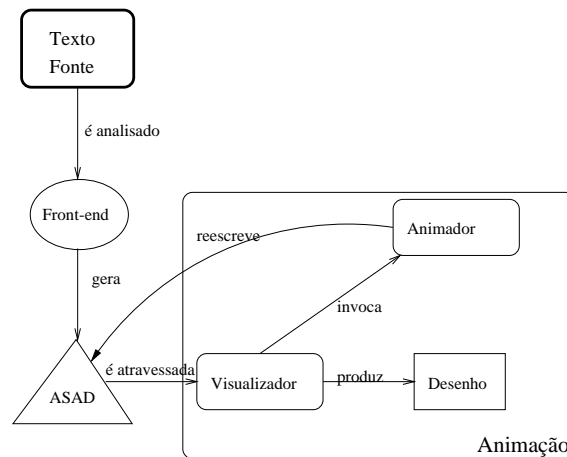 Texto
Fonte
é analisado
Front-end
reescreve
Animador
gera
invoca
é atravessada
produz
ASAD
Visualizador
Desenho
Animação